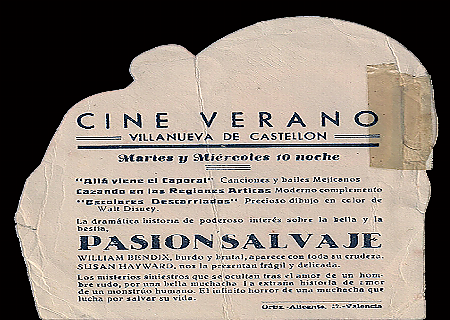 CINE VERANO
VILLANUEVA DE CASTELLON
Martes y Miércoles 10 noche
"Allá viene el Caporal" Canciones y bailes Mejicanos
Cazando en las Regiones Articas Moderno complemento
"Escolares Descarriados" Precioso dibujo en color de
Walt Disney.
La dramática historia de poderoso interés sobre la bella y la
bestia.
PASION SALVAJE
WILLIAM BENDIX, burdo y brutal, aparece con toda su crudeza.
SUSAN HAYWARD, nos la presentan frágil y delicada.
Los misterios siniestros que se ocultan tras el amor de un hom-
bre rudo, por una bella muchacha. La extraña historia de amor
de un monstruo humano. El infinito horror de una muchacha que
lucha por salvar su vida.
Ortiz.-Alicante, 2?.-Valencia